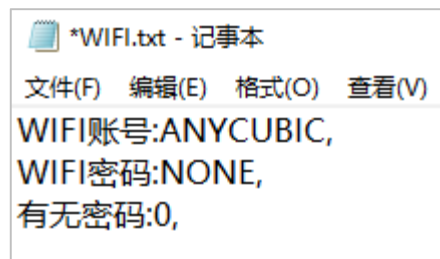 *WIFI.txt - 记事本
文件(F) 编辑(E) 格式(O) 查看(V)
WIFI账号:ANYCUBIC,
WIFI密码:NONE,
有无密码:0,